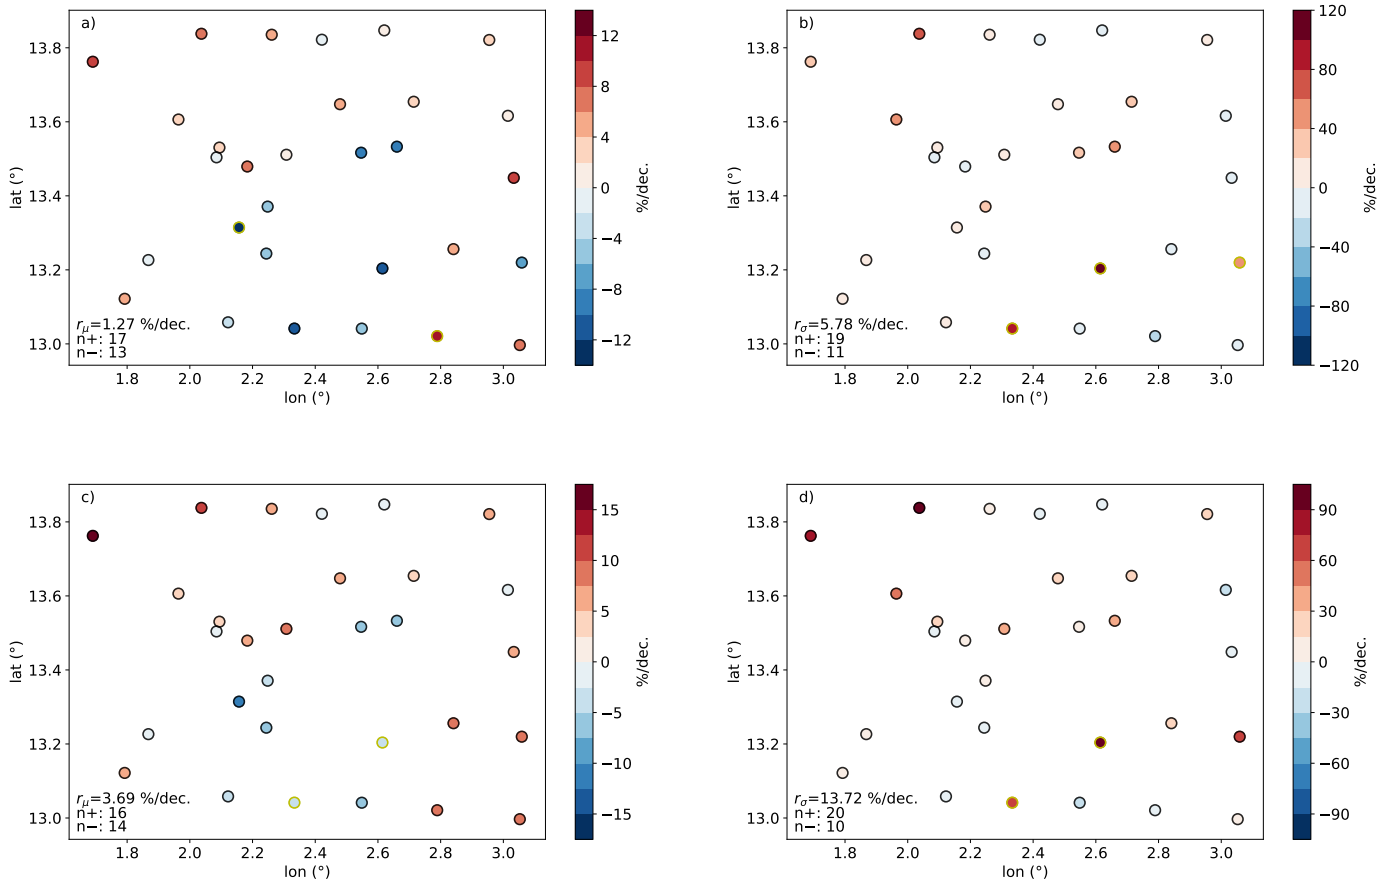 a)
lat (°)
13.8
13.6
13.4
13.2
13.0
r_μ=1.27 %/dec.
n+: 17
n−: 13
1.8 2.0 2.2 2.4 2.6 2.8 3.0
lon (°)
12
8
4
0
−4
−8
−12
%/dec.
b)
lat (°)
13.8
13.6
13.4
13.2
13.0
r_σ=5.78 %/dec.
n+: 19
n−: 11
1.8 2.0 2.2 2.4 2.6 2.8 3.0
lon (°)
120
80
40
0
−40
−80
−120
%/dec.
c)
lat (°)
13.8
13.6
13.4
13.2
13.0
r_μ=3.69 %/dec.
n+: 16
n−: 14
1.8 2.0 2.2 2.4 2.6 2.8 3.0
lon (°)
15
10
5
0
−5
−10
−15
%/dec.
d)
lat (°)
13.8
13.6
13.4
13.2
13.0
r_σ=13.72 %/dec.
n+: 20
n−: 10
1.8 2.0 2.2 2.4 2.6 2.8 3.0
lon (°)
90
60
30
0
−30
−60
−90
%/dec.